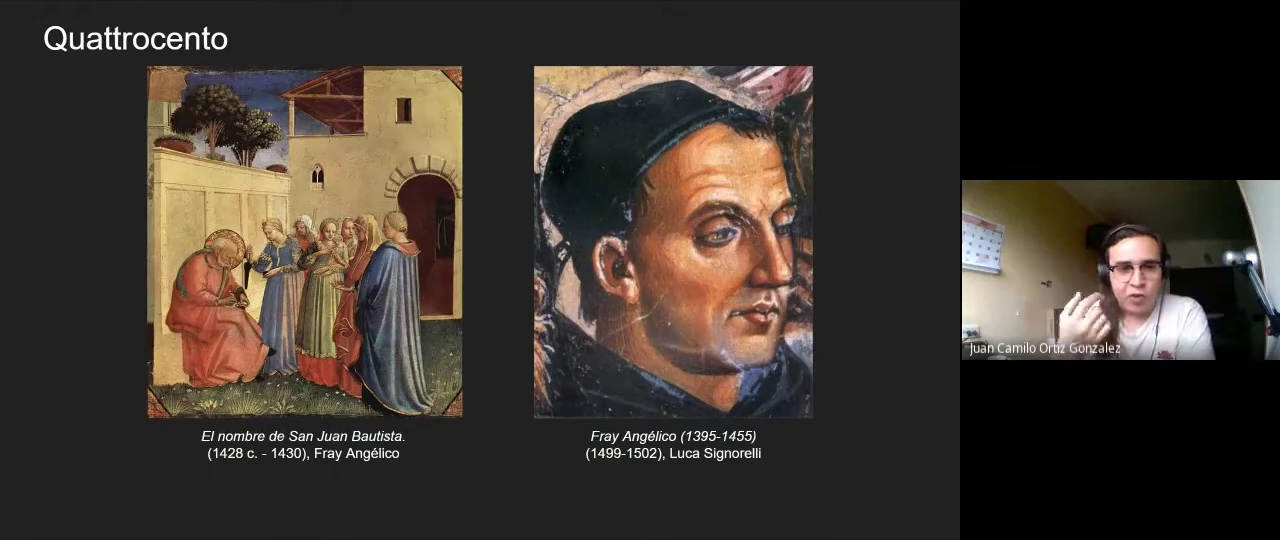 Quattrocento
El nombre de San Juan Bautista.
(1428 c. - 1430), Fray Angélico
Fray Angélico (1395-1455)
(1499-1502), Luca Signorelli
Juan Camilo Ortiz Gonzalez